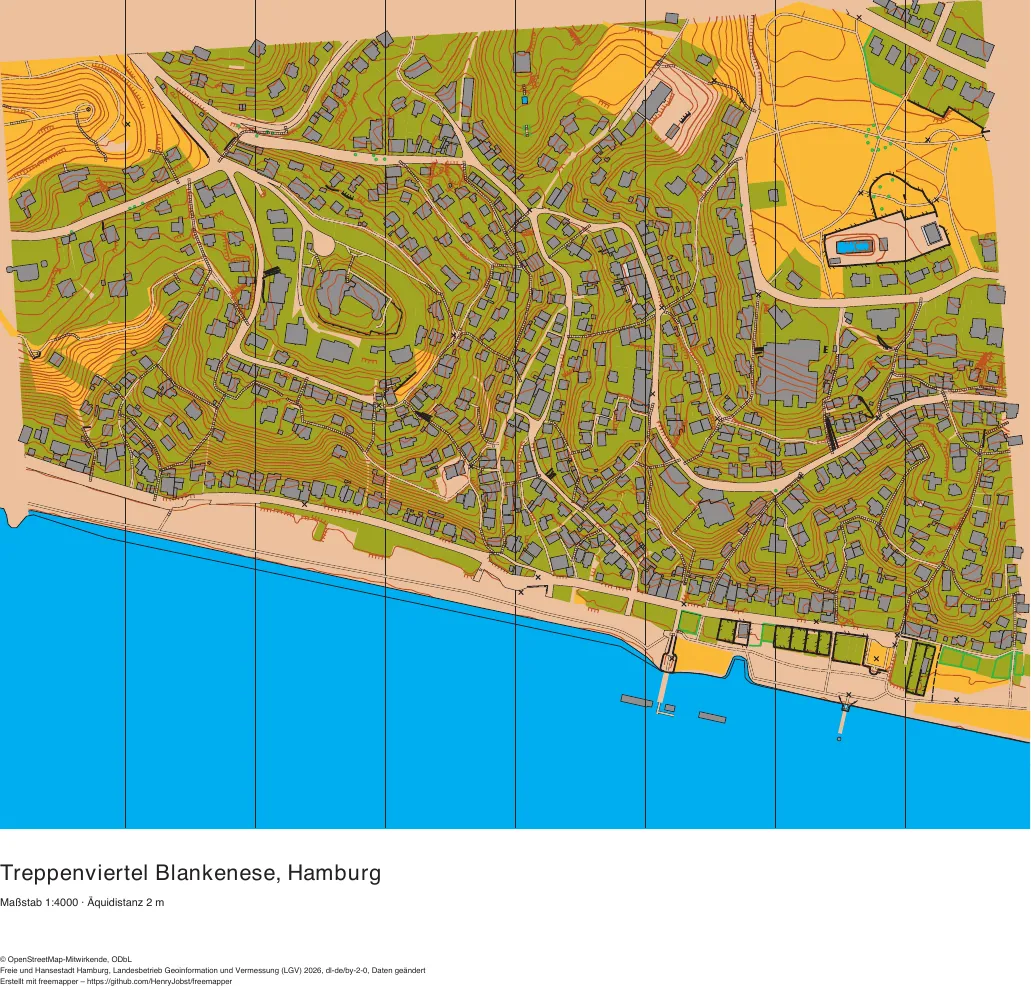 Treppenviertel Blankenese, Hamburg
Maßstab 1:4000 · Äquidistanz 2 m
© OpenStreetMap-Mitwirkende, ODbL
Freie und Hansestadt Hamburg, Landesbetrieb Geoinformation und Vermessung (LGV) 2026, dl-de/by-2-0, Daten geändert
Erstellt mit freemapper – https://github.com/HenryJobst/freemapper